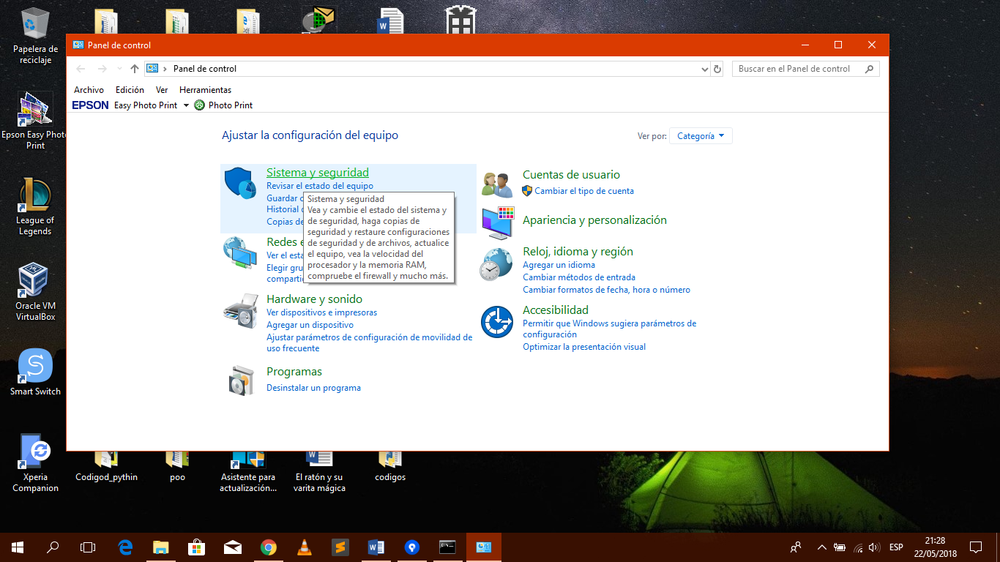 Papelera de
reciclaje
Epson Easy Phot
Print
League of
Legends
Oracle VM
VirtualBox
Smart Switch
Xperia
Companion
Panel de control
Panel de control
Buscar en el Panel de control
Archivo Edición Ver Herramientas
EPSON Easy Photo Print Photo Print
Ajustar la configuración del equipo
Ver por: Categoría
Sistema y seguridad
Revisar el estado del equipo
Guardar
Historial
Copias de
Sistema y seguridad
Vea y cambie el estado del sistema y
de seguridad, haga copias de
seguridad y restaure configuraciones
de seguridad y de archivos, actualice
el equipo, vea la velocidad del
procesador y la memoria RAM,
compruebe el firewall y mucho más.
Redes e
Ver el esta
Elegir gru
comparti
Hardware y sonido
Ver dispositivos e impresoras
Agregar un dispositivo
Ajustar parámetros de configuración de movilidad de
uso frecuente
Programas
Desinstalar un programa
Cuentas de usuario
Cambiar el tipo de cuenta
Apariencia y personalización
Reloj, idioma y región
Agregar un idioma
Cambiar métodos de entrada
Cambiar formatos de fecha, hora o número
Accesibilidad
Permitir que Windows sugiera parámetros de
configuración
Optimizar la presentación visual
Codigod_pythin
poo
Asistente para
actualización...
El ratón y su
varita mágica
codigos
ESP
21:28
22/05/2018